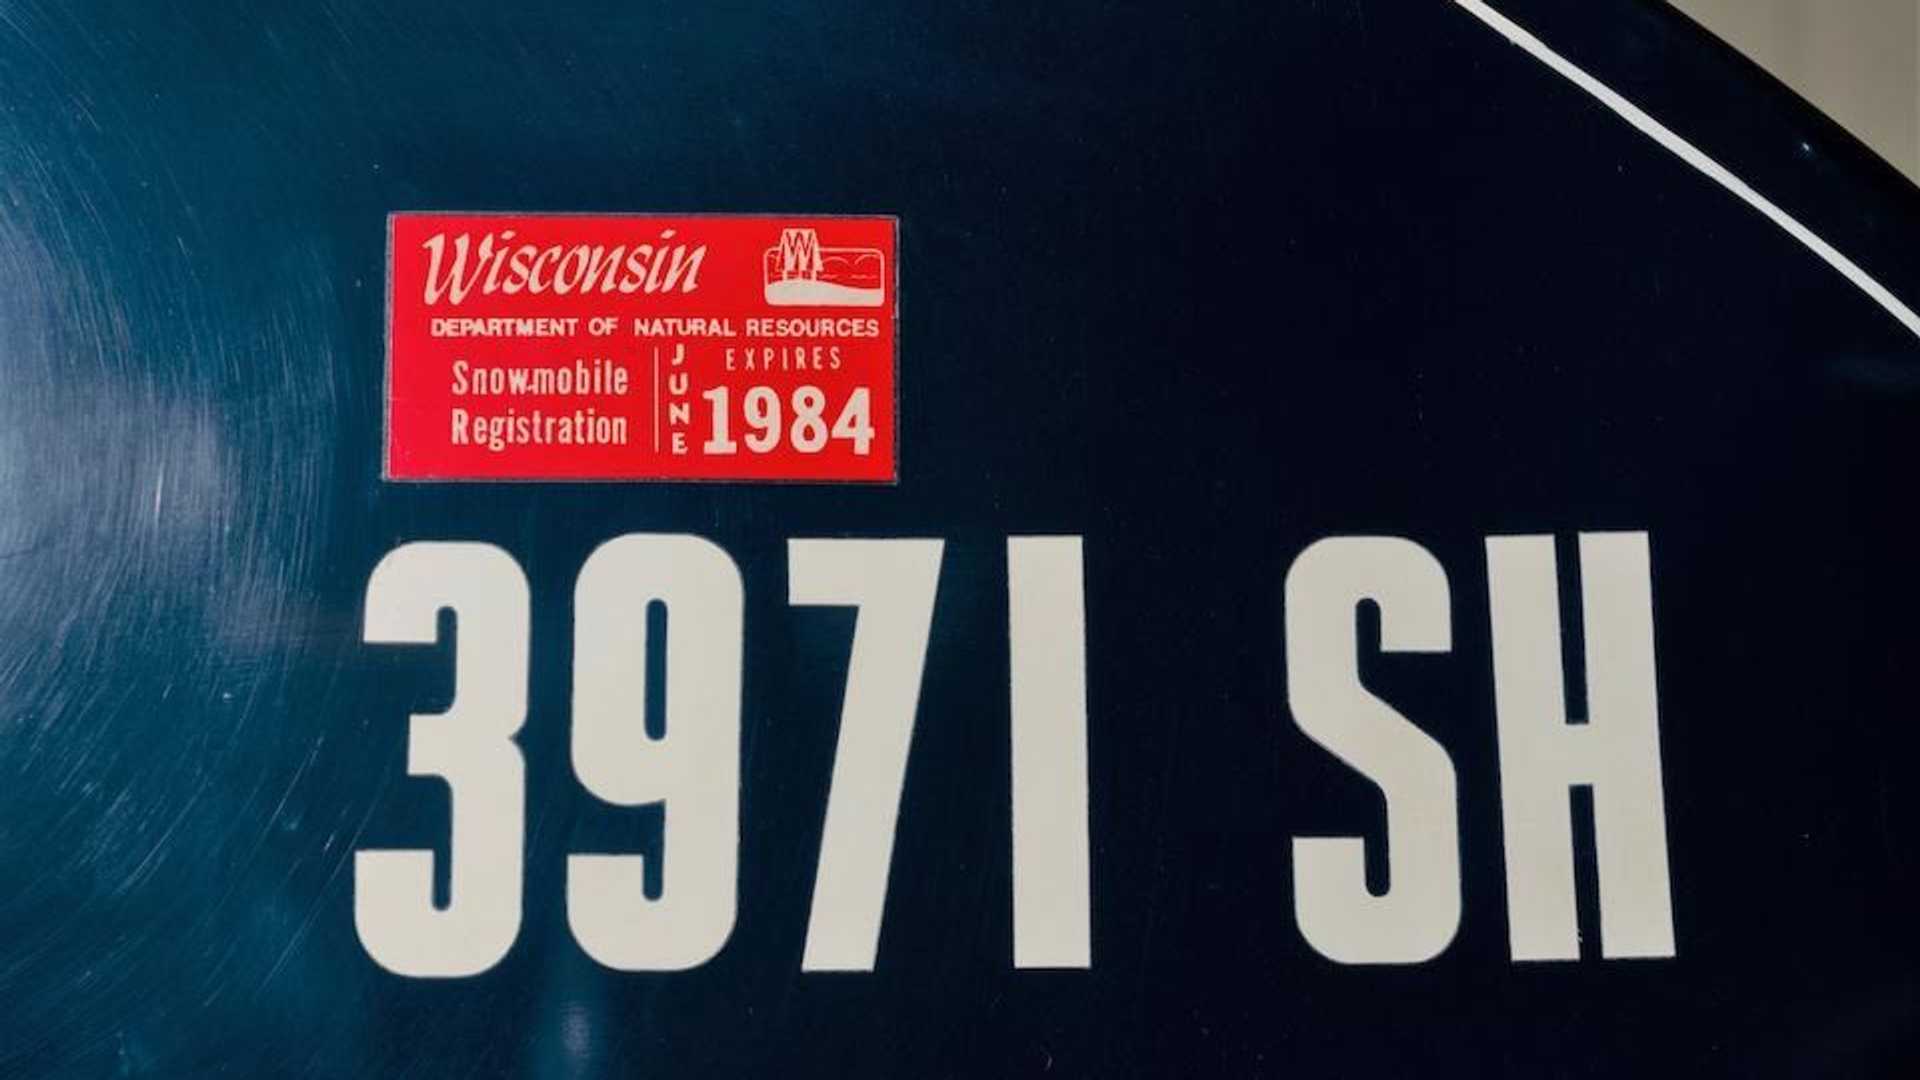 Wisconsin
W
DEPARTMENT OF NATURAL RESOURCES
Snowmobile
Registration
JUNE
EXPIRES
1984
3971 SH